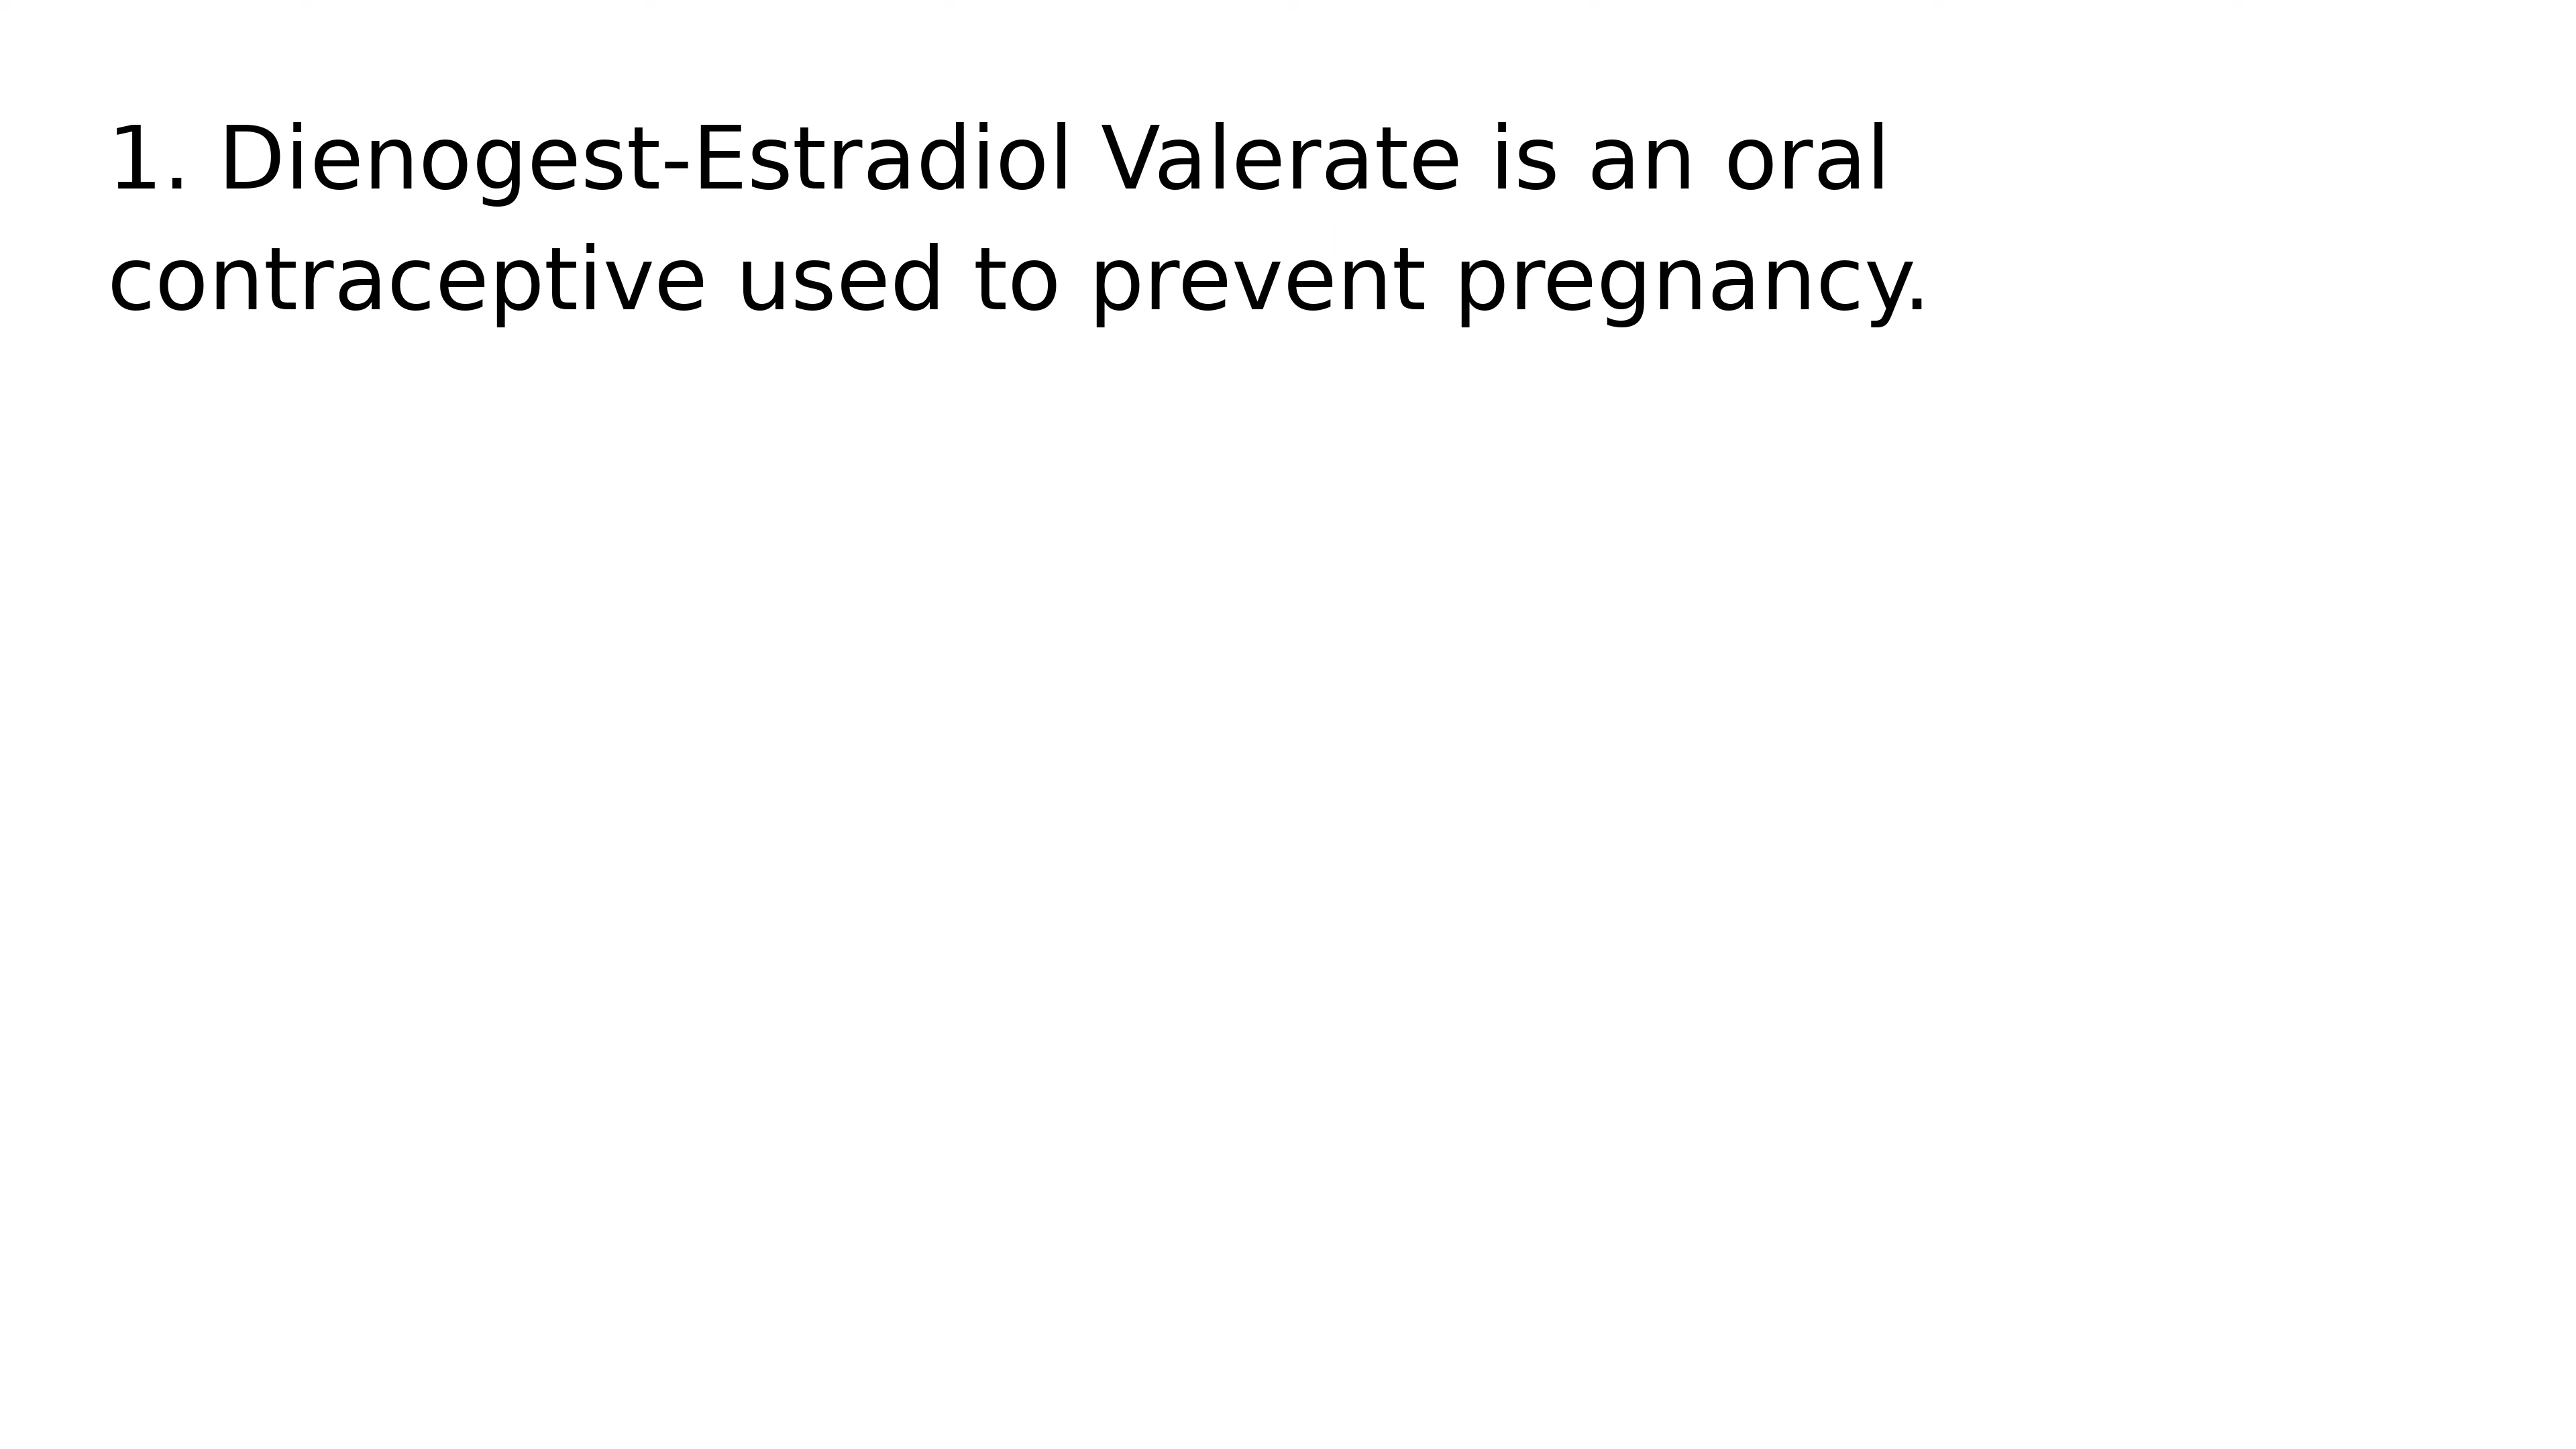 1. Dienogest-Estradiol Valerate is an oral
contraceptive used to prevent pregnancy.